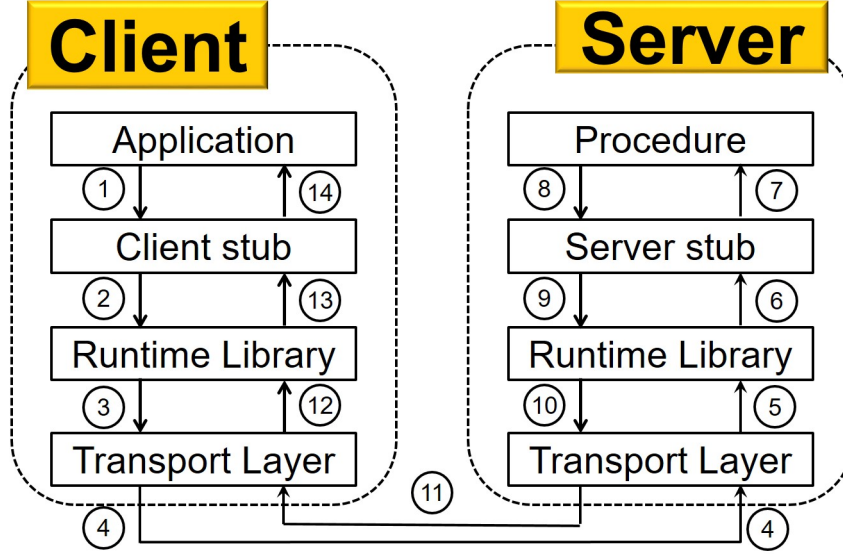 Client
Server
Application
Procedure
1
14
8
7
Client stub
Server stub
2
13
9
6
Runtime Library
Runtime Library
3
12
10
5
Transport Layer
Transport Layer
11
4
4